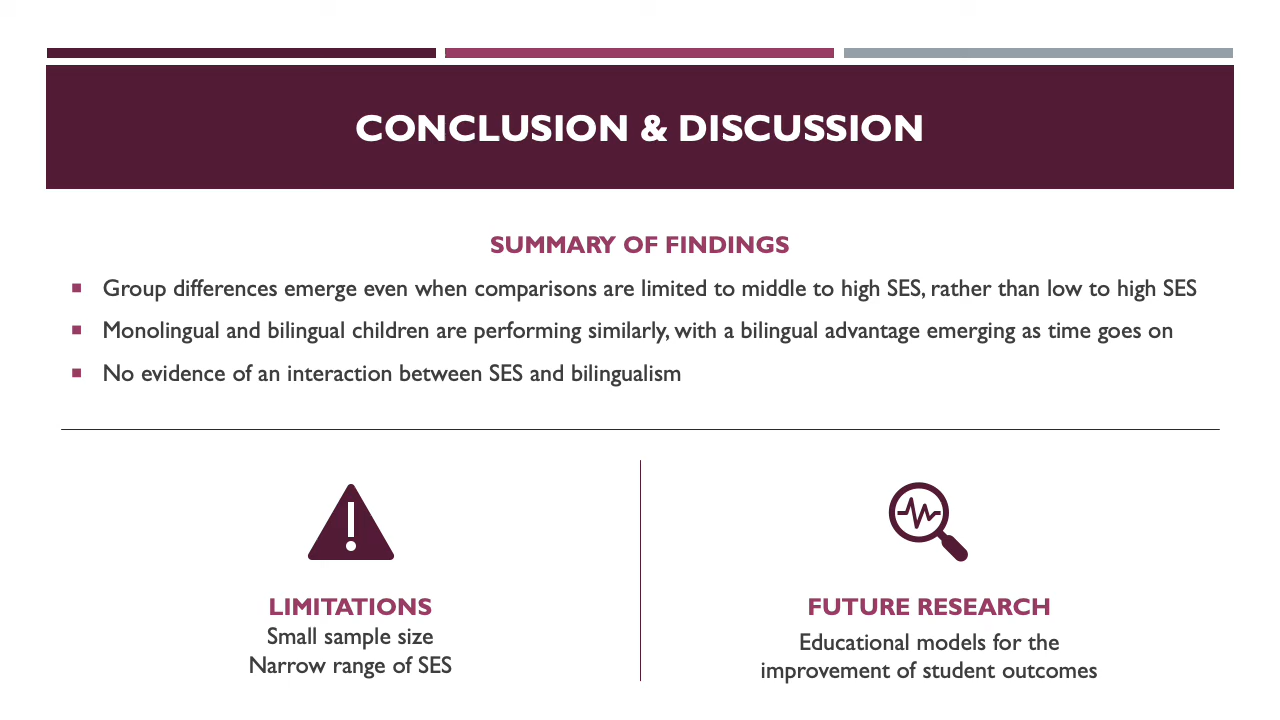 CONCLUSION & DISCUSSION
SUMMARY OF FINDINGS
Group differences emerge even when comparisons are limited to middle to high SES, rather than low to high SES
Monolingual and bilingual children are performing similarly, with a bilingual advantage emerging as time goes on
No evidence of an interaction between SES and bilingualism
LIMITATIONS
Small sample size
Narrow range of SES
FUTURE RESEARCH
Educational models for the
improvement of student outcomes